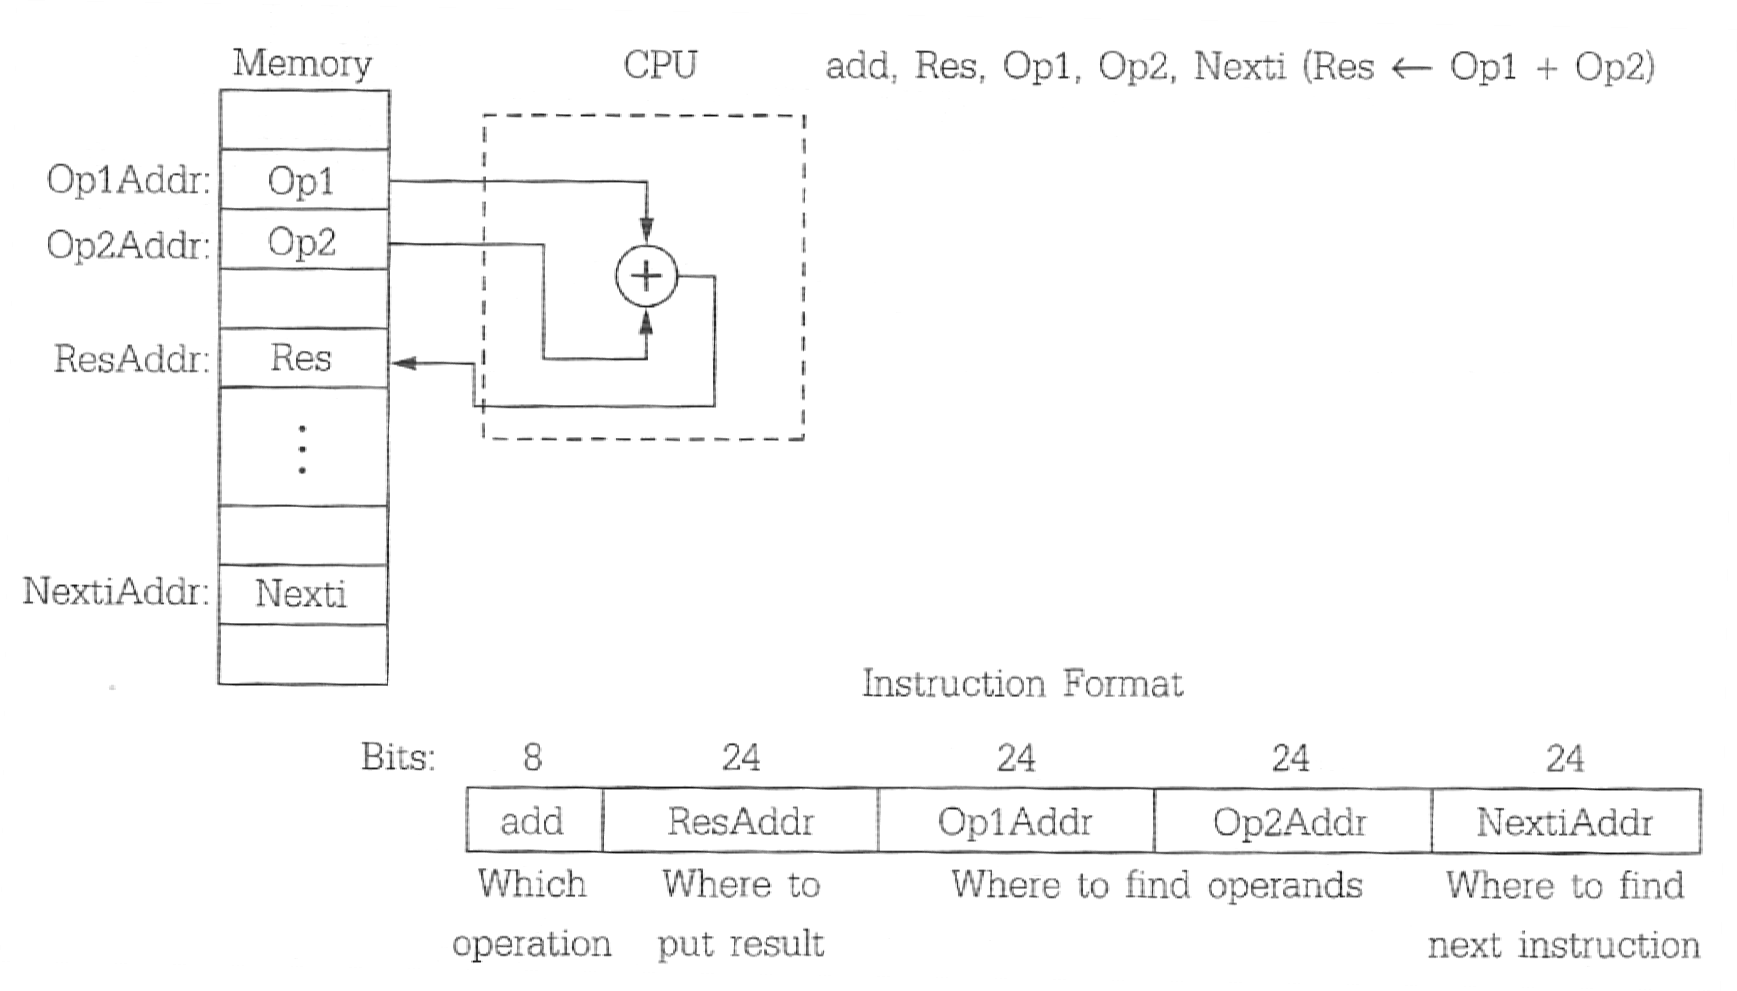 Memory
CPU
add, Res, Op1, Op2, Nexti (Res ← Op1 + Op2)
Op1Addr: Op1
Op2Addr: Op2
+
ResAddr: Res
NextiAddr: Nexti
Instruction Format
Bits: 8 24 24 24 24
add ResAddr Op1Addr Op2Addr NextiAddr
Which Where to Where to find operands Where to find
operation put result next instruction